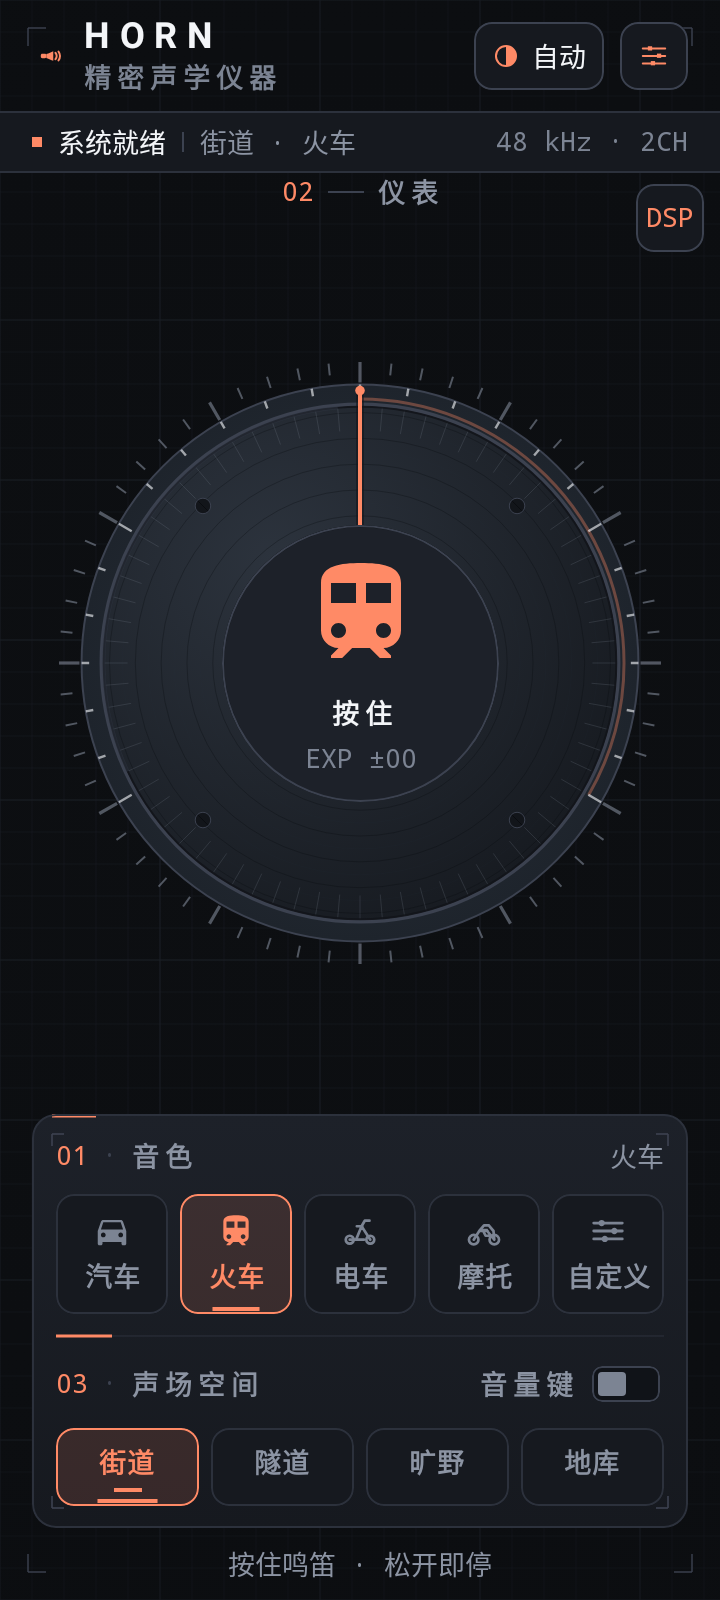 HORN
精密声学仪器
自动
系统就绪 街道 · 火车
48 kHz · 2CH
02 — 仪表
DSP
按住
EXP ±00
01 · 音色
火车
汽车
火车
电车
摩托
自定义
03 · 声场空间
音量键
街道
隧道
旷野
地库
按住鸣笛 · 松开即停